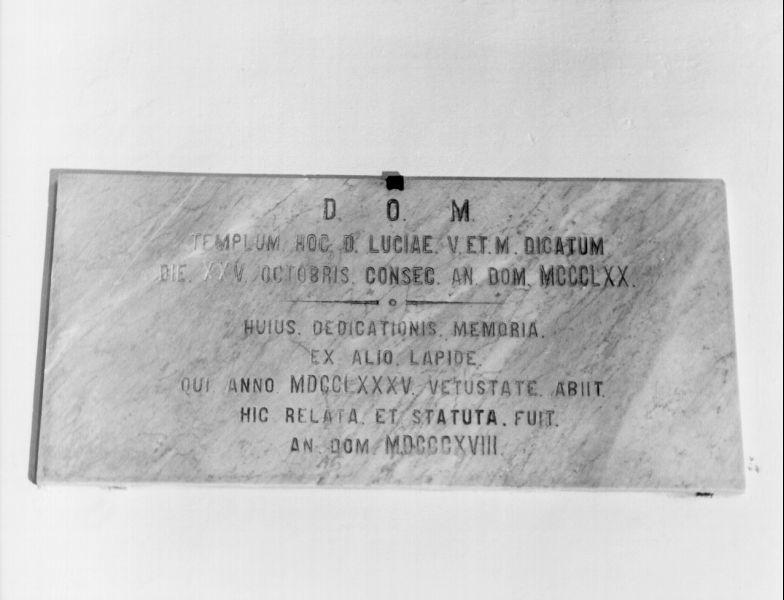 D. O. M.
TEMPLUM HOC. D. LUCIAE. V. ET. M. DICATUM
DIE. XXV. OCTOBRIS. CONSEC. AN. DOM. MCCCLXX.
HUIUS. DEDICATIONIS. MEMORIA.
EX ALIO. LAPIDE.
QUI ANNO MDCCLXXXV. VETUSTATE. ABIIT.
HIC RELATA. ET. STATUTA. FUIT.
AN. DOM. MDCCCXVIII.